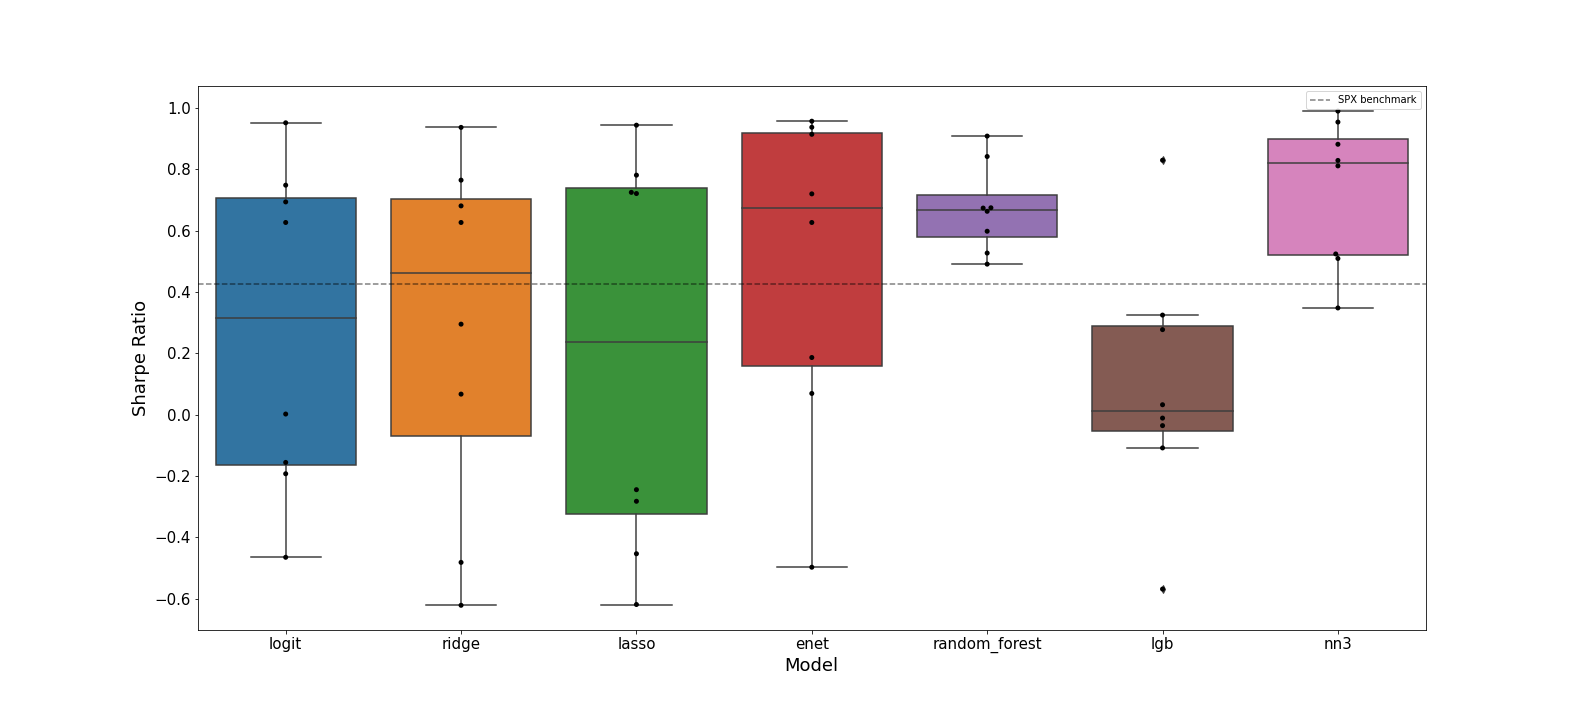 SPX benchmark
1.0
0.8
0.6
0.4
0.2
0.0
−0.2
−0.4
−0.6
Sharpe Ratio
logit
ridge
lasso
enet
random_forest
lgb
nn3
Model